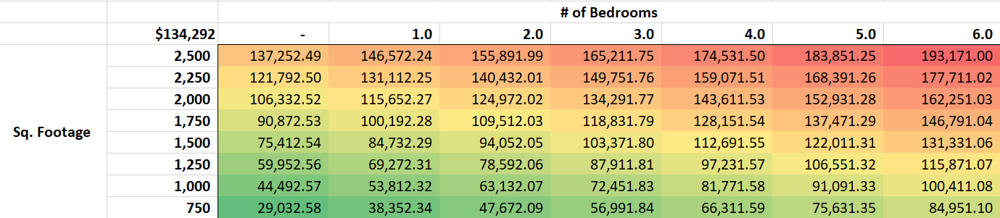 # of Bedrooms
$134,292 - 1.0 2.0 3.0 4.0 5.0 6.0
2,500 137,252.49 146,572.24 155,891.99 165,211.75 174,531.50 183,851.25 193,171.00
2,250 121,792.50 131,112.25 140,432.01 149,751.76 159,071.51 168,391.26 177,711.02
2,000 106,332.52 115,652.27 124,972.02 134,291.77 143,611.53 152,931.28 162,251.03
1,750 90,872.53 100,192.28 109,512.03 118,831.79 128,151.54 137,471.29 146,791.04
Sq. Footage
1,500 75,412.54 84,732.29 94,052.05 103,371.80 112,691.55 122,011.31 131,331.06
1,250 59,952.56 69,272.31 78,592.06 87,911.81 97,231.57 106,551.32 115,871.07
1,000 44,492.57 53,812.32 63,132.07 72,451.83 81,771.58 91,091.33 100,411.08
750 29,032.58 38,352.34 47,672.09 56,991.84 66,311.59 75,631.35 84,951.10